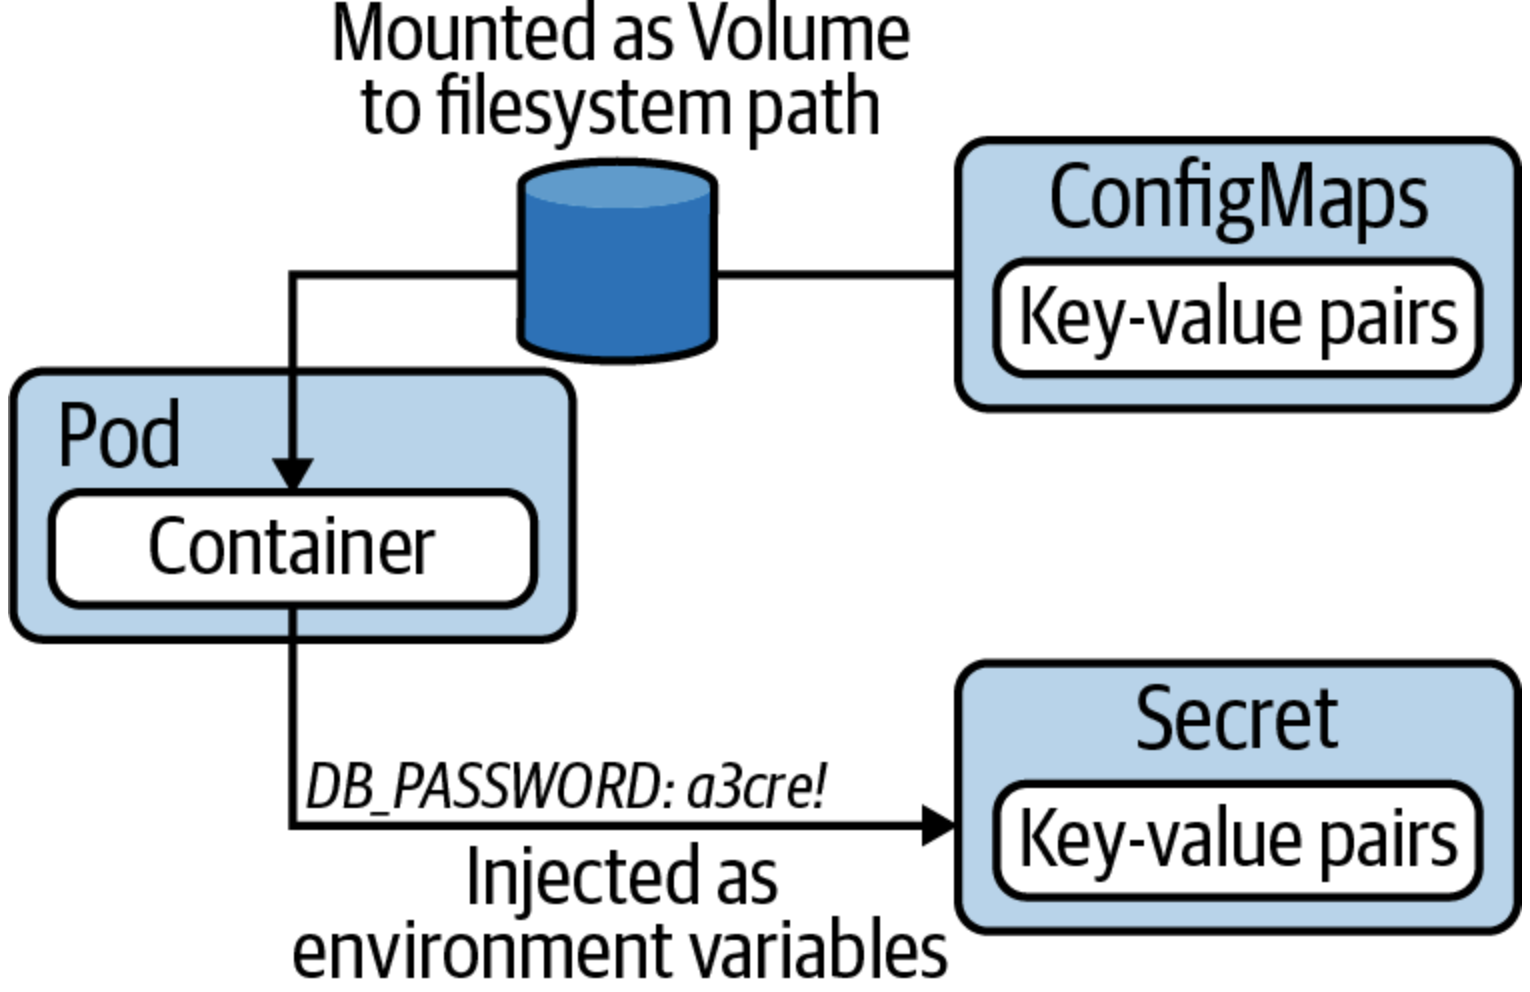 Mounted as Volume
to filesystem path
ConfigMaps
Key-value pairs
Pod
Container
DB_PASSWORD: a3cre!
Injected as
environment variables
Secret
Key-value pairs